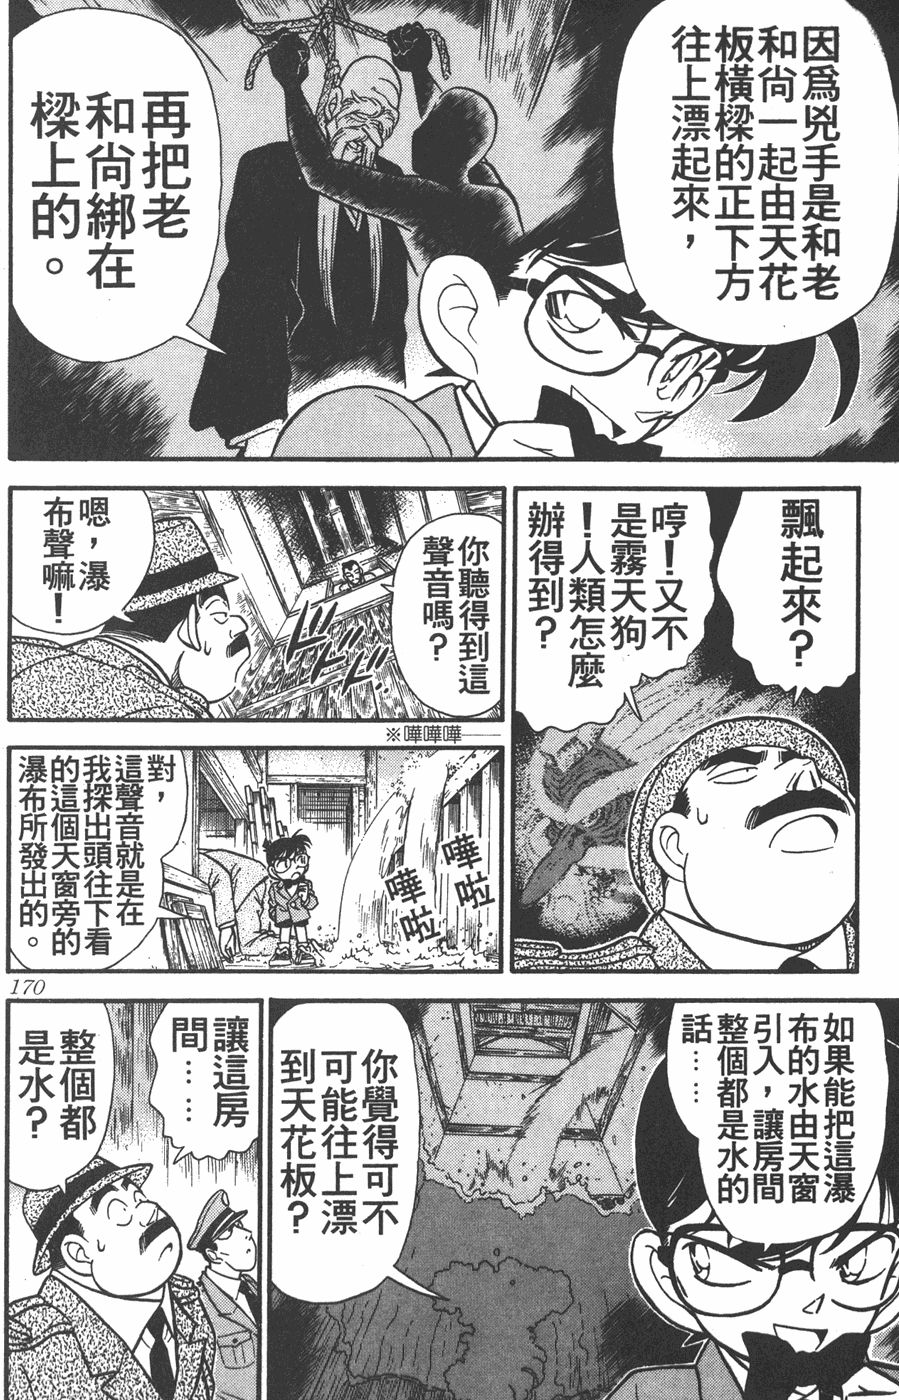 因爲兇手是和老
和尚一起由天花
板橫樑的正下方
往上漂起來，
再把老
和尚綁在
樑上的。
飄起來？
哼！又不
是霧天狗
！人類怎麼
辦得到？
你聽得到這
聲音嗎？
ドドドド
※嘩嘩嘩——
嗯，瀑
布聲嘛！
嘩啦
嘩啦
對，
這聲音就是在
我探出頭往下看
的這個天窗旁的
瀑布所發出的。
170
如果能把這瀑
布的水由天窗
引入，讓房間
整個都是水的
話……
你覺得可不
可能往上漂
到天花板？
讓這房
間……
整個都
是水？